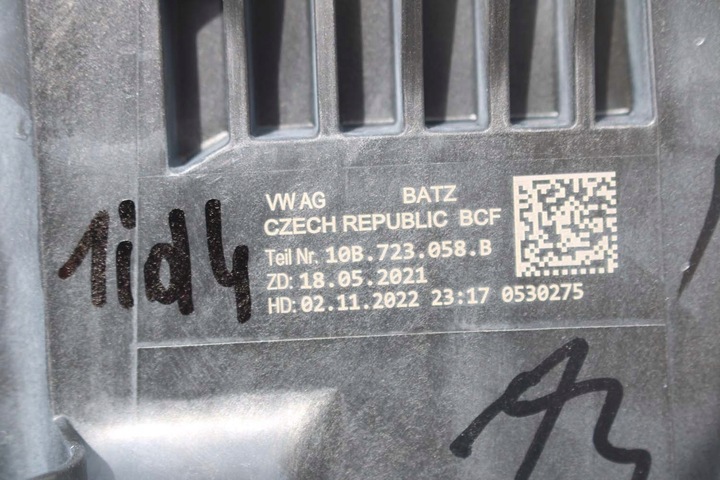 VW AG BATZ
CZECH REPUBLIC BCF
Teil Nr. 10B.723.058.B
ZD: 18.05.2021
HD: 02.11.2022 23:17 0530275
1id4